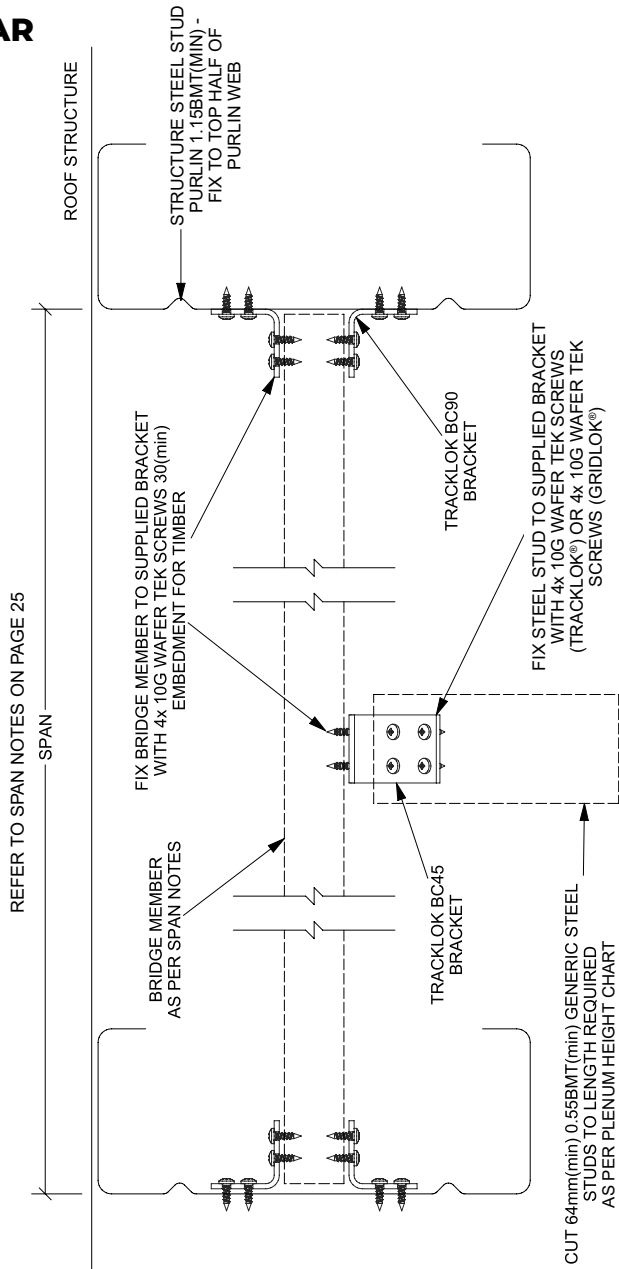 AR
REFER TO SPAN NOTES ON PAGE 25
SPAN
ROOF STRUCTURE
STRUCTURE STEEL STUD
PURLIN 1.15BMT(MIN) -
FIX TO TOP HALF OF
PURLIN WEB
FIX BRIDGE MEMBER TO SUPPLIED BRACKET
WITH 4x 10G WAFER TEK SCREWS 30(min)
EMBEDMENT FOR TIMBER
BRIDGE MEMBER
AS PER SPAN NOTES
TRACKLOK BC90
BRACKET
TRACKLOK BC45
BRACKET
FIX STEEL STUD TO SUPPLIED BRACKET
WITH 4x 10G WAFER TEK SCREWS
(TRACKLOK®) OR 4x 10G WAFER TEK
SCREWS (GRIDLOK®)
CUT 64mm(min) 0.55BMT(min) GENERIC STEEL
STUDS TO LENGTH REQUIRED
AS PER PLENUM HEIGHT CHART